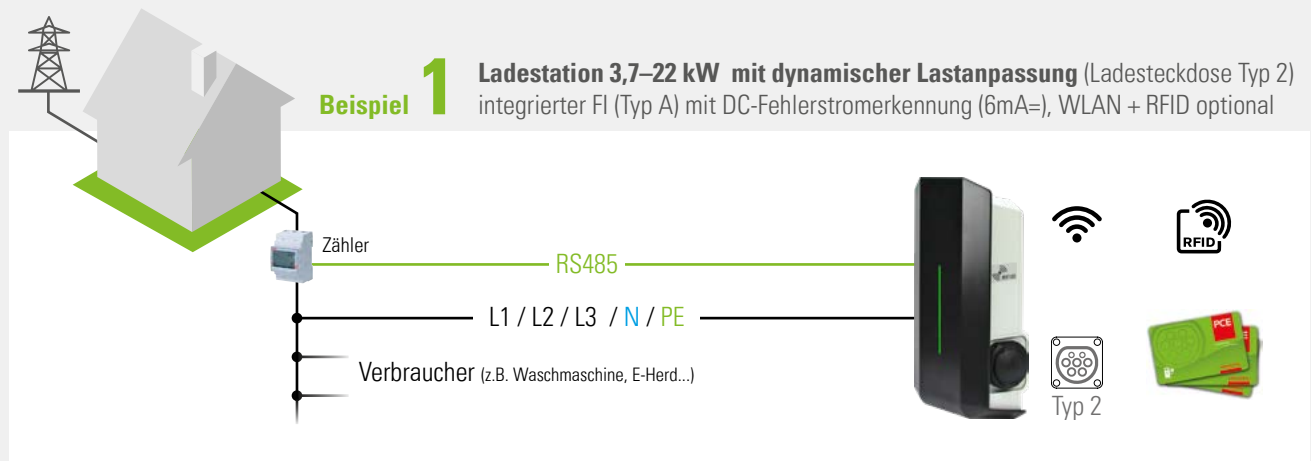 Beispiel 1
Ladestation 3,7–22 kW mit dynamischer Lastanpassung (Ladesteckdose Typ 2)
integrierter FI (Typ A) mit DC-Fehlerstromerkennung (6mA=), WLAN + RFID optional
Zähler
RS485
RFID
L1 / L2 / L3 / N / PE
PCE
Verbraucher (z.B. Waschmaschine, E-Herd...)
Typ 2